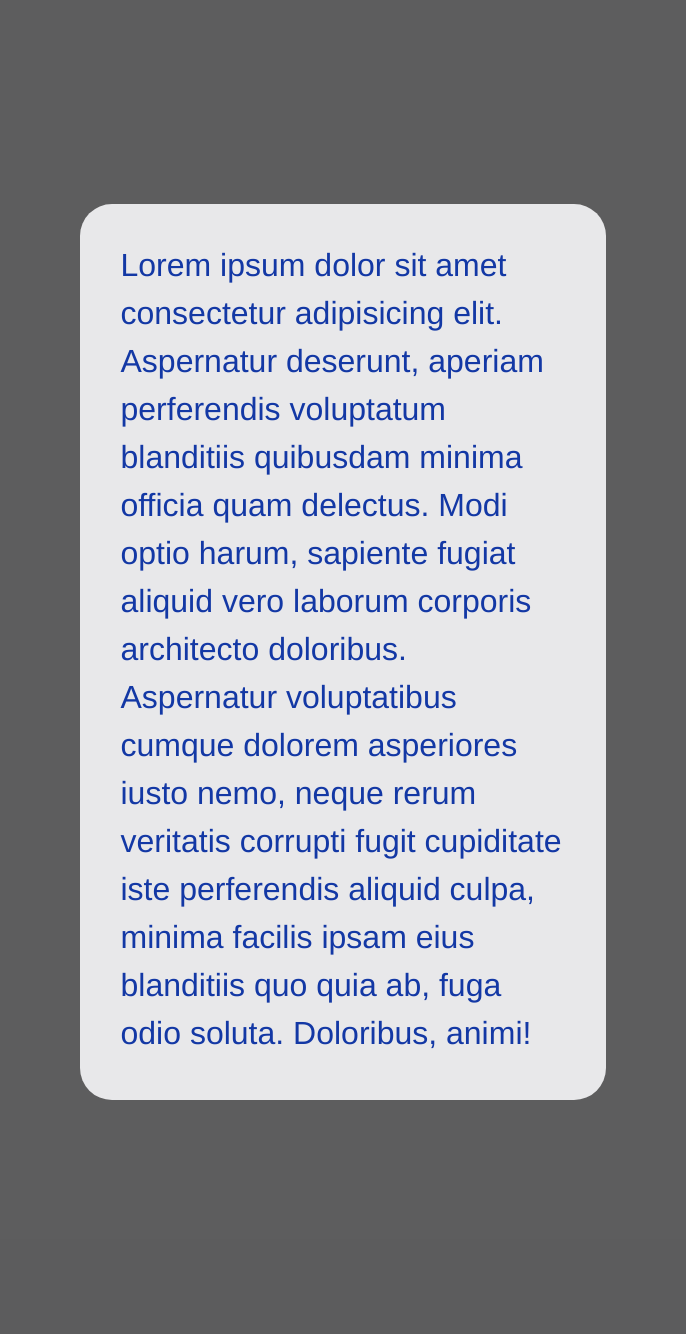 Lorem ipsum dolor sit amet
consectetur adipisicing elit.
Aspernatur deserunt, aperiam
perferendis voluptatum
blanditiis quibusdam minima
officia quam delectus. Modi
optio harum, sapiente fugiat
aliquid vero laborum corporis
architecto doloribus.
Aspernatur voluptatibus
cumque dolorem asperiores
iusto nemo, neque rerum
veritatis corrupti fugit cupiditate
iste perferendis aliquid culpa,
minima facilis ipsam eius
blanditiis quo quia ab, fuga
odio soluta. Doloribus, animi!